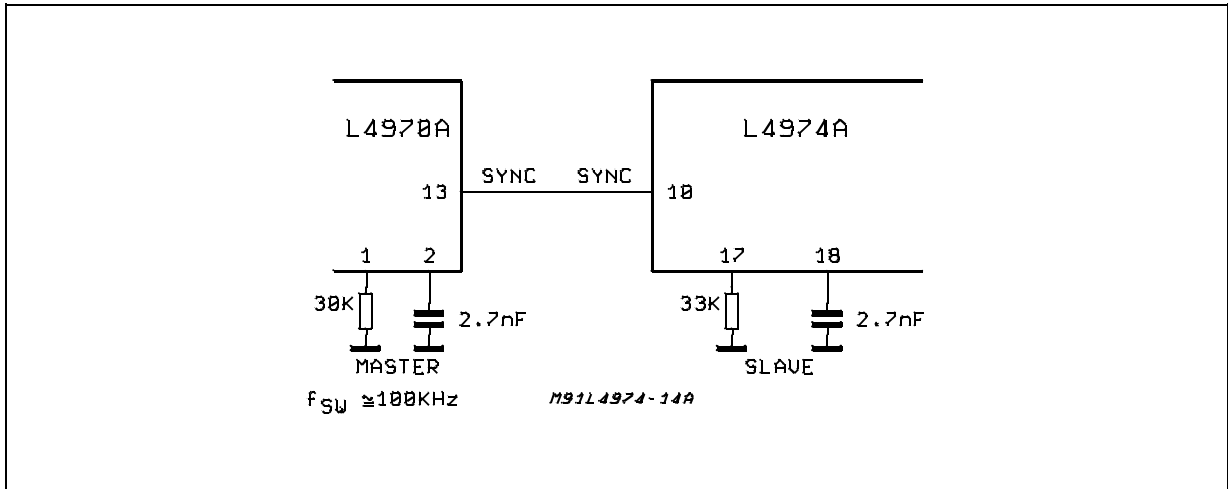 L4970A
L4974A
SYNC SYNC
13
10
1 2
17 18
30K
2.7nF
33K
2.7nF
MASTER
SLAVE
fSW ≅100KHz
M91L4974-14A